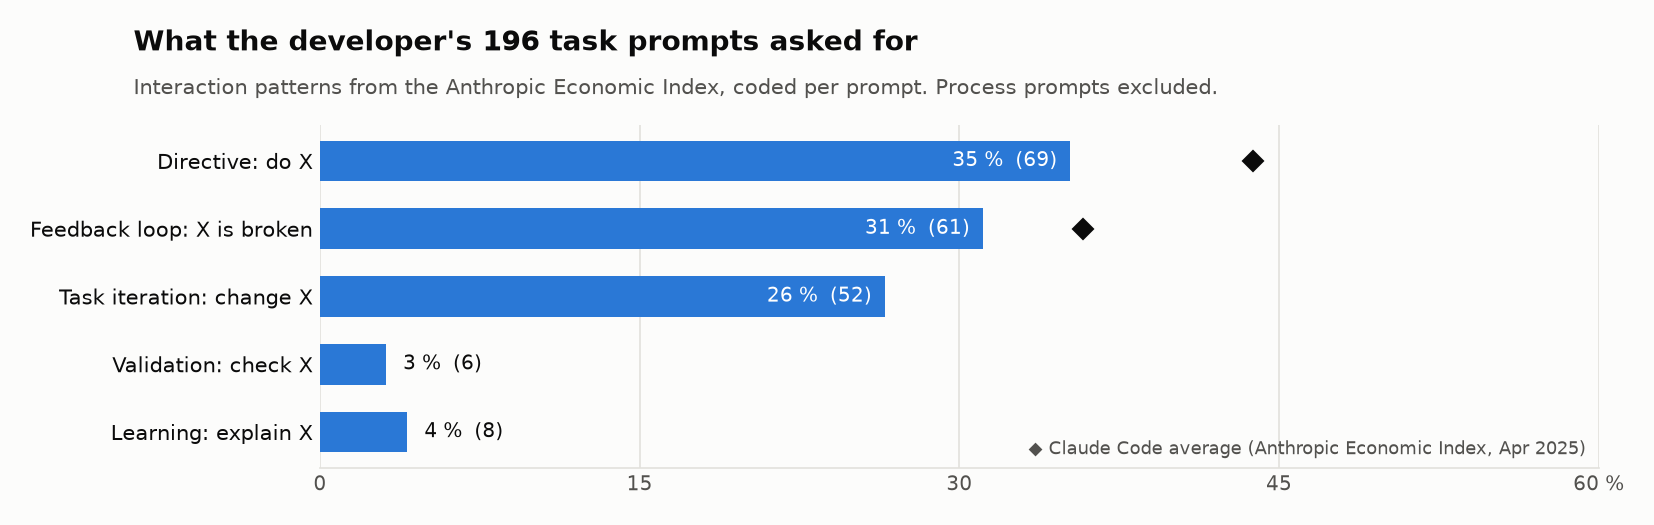 What the developer's 196 task prompts asked for
Interaction patterns from the Anthropic Economic Index, coded per prompt. Process prompts excluded.
Directive: do X
35 % (69)
Feedback loop: X is broken
31 % (61)
Task iteration: change X
26 % (52)
Validation: check X
3 % (6)
Learning: explain X
4 % (8)
◆ Claude Code average (Anthropic Economic Index, Apr 2025)
0 15 30 45 60 %